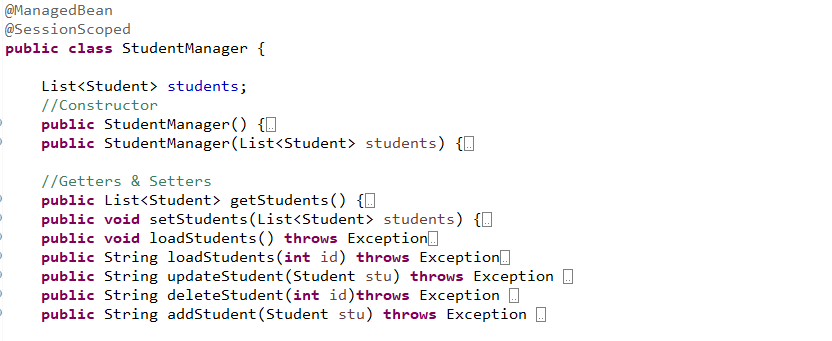 @ManagedBean
@SessionScoped
public class StudentManager {
List<Student> students;
//Constructor
public StudentManager() {..
public StudentManager(List<Student> students) {..
//Getters & Setters
public List<Student> getStudents() {..
public void setStudents(List<Student> students) {..
public void loadStudents() throws Exception..
public String loadStudents(int id) throws Exception..
public String updateStudent(Student stu) throws Exception ..
public String deleteStudent(int id)throws Exception ..
public String addStudent(Student stu) throws Exception ..